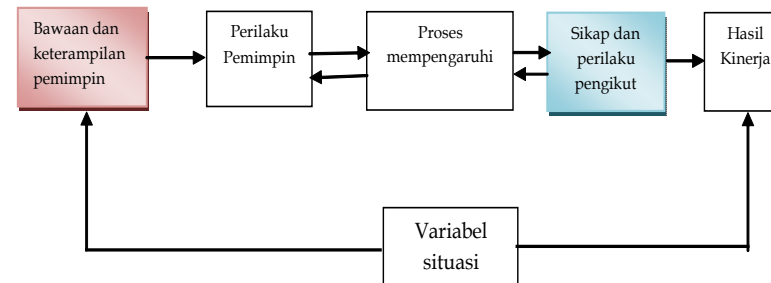 Bawaan dan
keterampilan
pemimpin
Perilaku
Pemimpin
Proses
mempengaruhi
Sikap dan
perilaku
pengikut
Hasil
Kinerja
Variabel
situasi